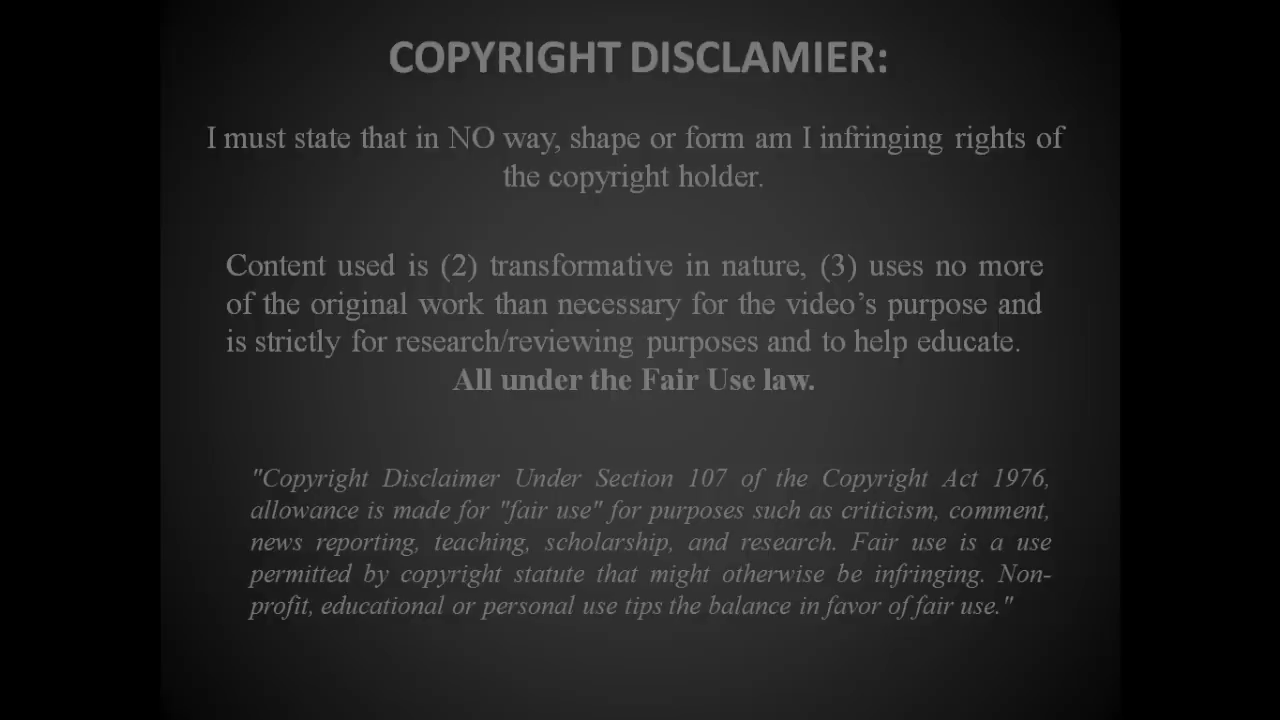 COPYRIGHT DISCLAMIER:
I must state that in NO way, shape or form am I infringing rights of
the copyright holder.
Content used is (2) transformative in nature, (3) uses no more
of the original work than necessary for the video’s purpose and
is strictly for research/reviewing purposes and to help educate.
All under the Fair Use law.
"Copyright Disclaimer Under Section 107 of the Copyright Act 1976,
allowance is made for "fair use" for purposes such as criticism, comment,
news reporting, teaching, scholarship, and research. Fair use is a use
permitted by copyright statute that might otherwise be infringing. Non-
profit, educational or personal use tips the balance in favor of fair use."